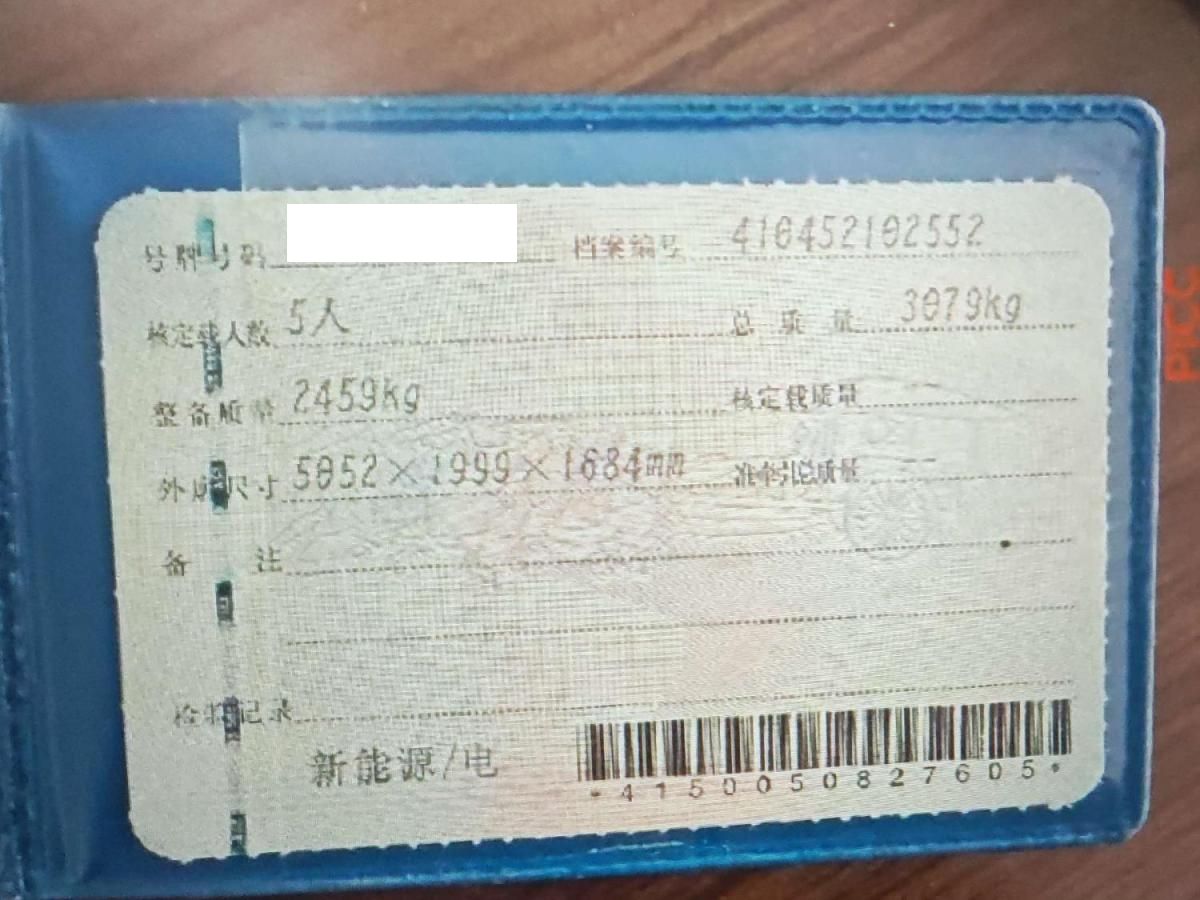 号牌号码 档案编号 410452102552
核定载人数 5人 总质量 3079kg
整备质量 2459kg 核定载质量 --
外廓尺寸 5052×1999×1684mm 准牵引总质量 --
备注
检验记录
新能源/电
*4150050827605*
PICC